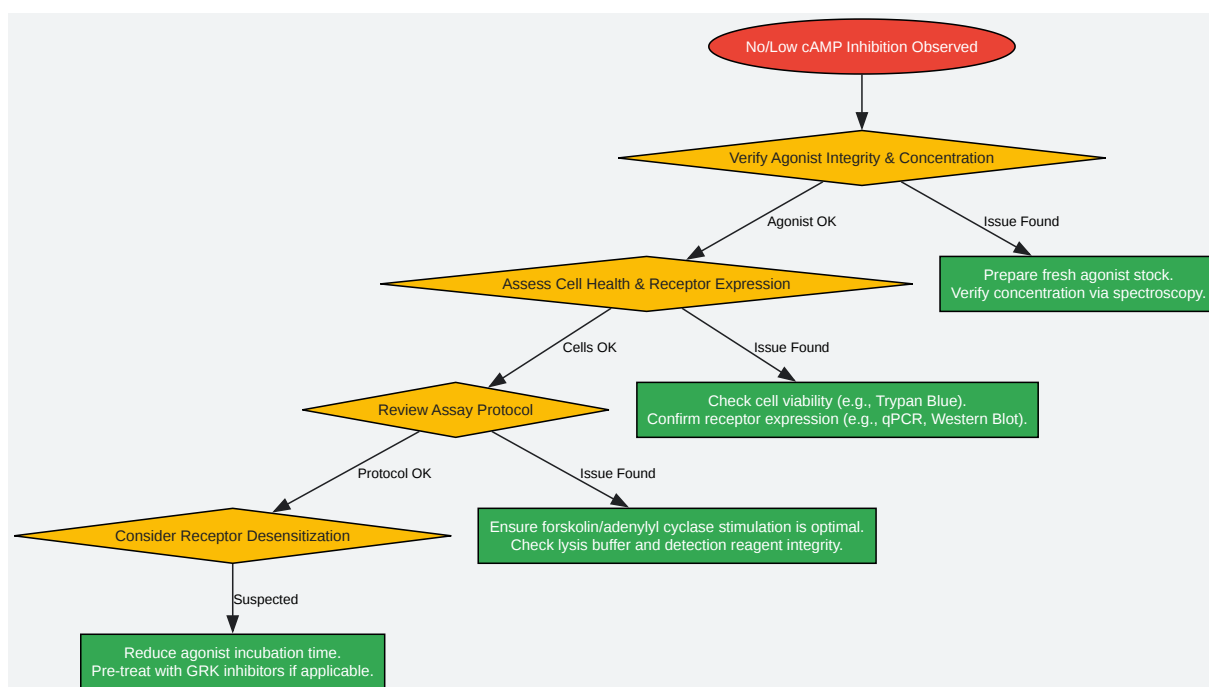 No/Low cAMP Inhibition Observed
Verify Agonist Integrity & Concentration
Agonist OK
Issue Found
Assess Cell Health & Receptor Expression
Prepare fresh agonist stock.
Verify concentration via spectroscopy.
Cells OK
Issue Found
Review Assay Protocol
Check cell viability (e.g., Trypan Blue).
Confirm receptor expression (e.g., qPCR, Western Blot).
Protocol OK
Issue Found
Consider Receptor Desensitization
Ensure forskolin/adenylyl cyclase stimulation is optimal.
Check lysis buffer and detection reagent integrity.
Suspected
Reduce agonist incubation time.
Pre-treat with GRK inhibitors if applicable.